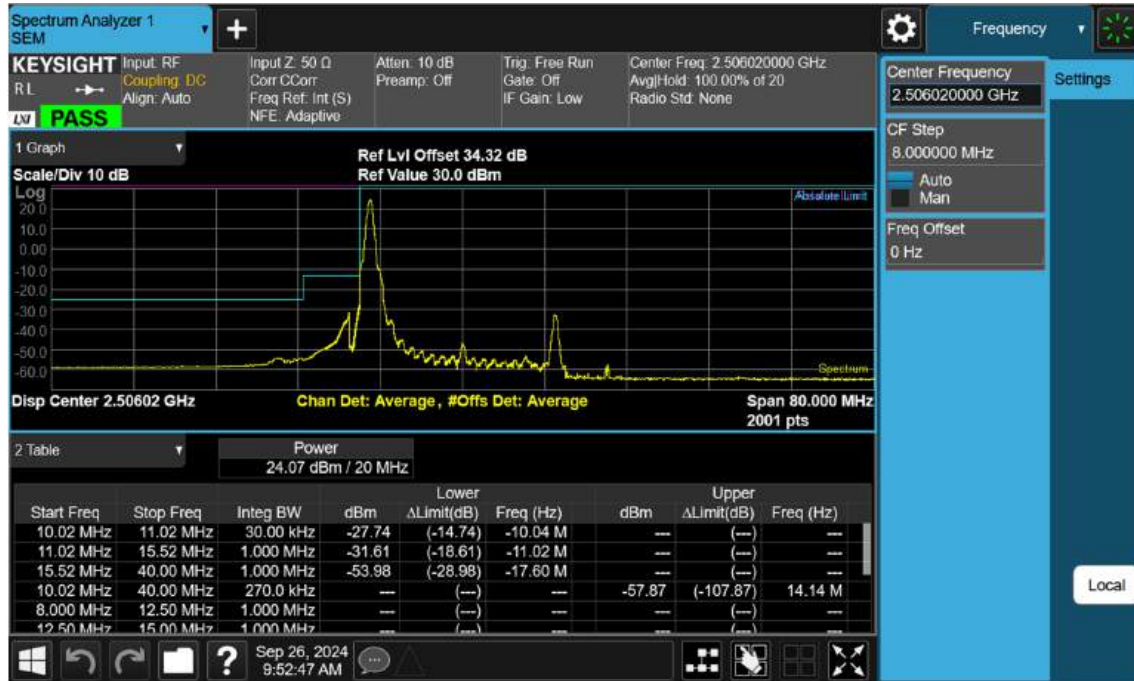 Spectrum Analyzer 1
SEM
+
Frequency
KEYSIGHT
R L
LXI
PASS
Input: RF
Coupling: DC
Align: Auto
Input Z: 50 Ω
Corr CCorr
Freq Ref: Int (S)
NFE: Adaptive
Atten: 10 dB
Preamp: Off
Trig: Free Run
Gate: Off
IF Gain: Low
Center Freq: 2.506020000 GHz
Avg|Hold: 100.00% of 20
Radio Std: None
Center Frequency
2.506020000 GHz
Settings
CF Step
8.000000 MHz
Auto
Man
Freq Offset
0 Hz
Local
1 Graph
Scale/Div 10 dB
Ref Lvl Offset 34.32 dB
Ref Value 30.0 dBm
Log
Absolute Limit
20.0
10.0
0.00
-10.0
-20.0
-30.0
-40.0
-50.0
-60.0
Spectrum
Disp Center 2.50602 GHz
Chan Det: Average, #Offs Det: Average
Span 80.000 MHz
2001 pts
2 Table
Power
24.07 dBm / 20 MHz
Lower Upper
Start Freq Stop Freq Integ BW dBm ΔLimit(dB) Freq (Hz) dBm ΔLimit(dB) Freq (Hz)
10.02 MHz 11.02 MHz 30.00 kHz -27.74 (-14.74) -10.04 M --- (---) ---
11.02 MHz 15.52 MHz 1.000 MHz -31.61 (-18.61) -11.02 M --- (---) ---
15.52 MHz 40.00 MHz 1.000 MHz -53.98 (-28.98) -17.60 M --- (---) ---
10.02 MHz 40.00 MHz 270.0 kHz --- (---) --- -57.87 (-107.87) 14.14 M
8.000 MHz 12.50 MHz 1.000 MHz --- (---) --- --- (---) ---
12.50 MHz 15.00 MHz 1.000 MHz --- (---) --- --- (---) ---
?
Sep 26, 2024
9:52:47 AM